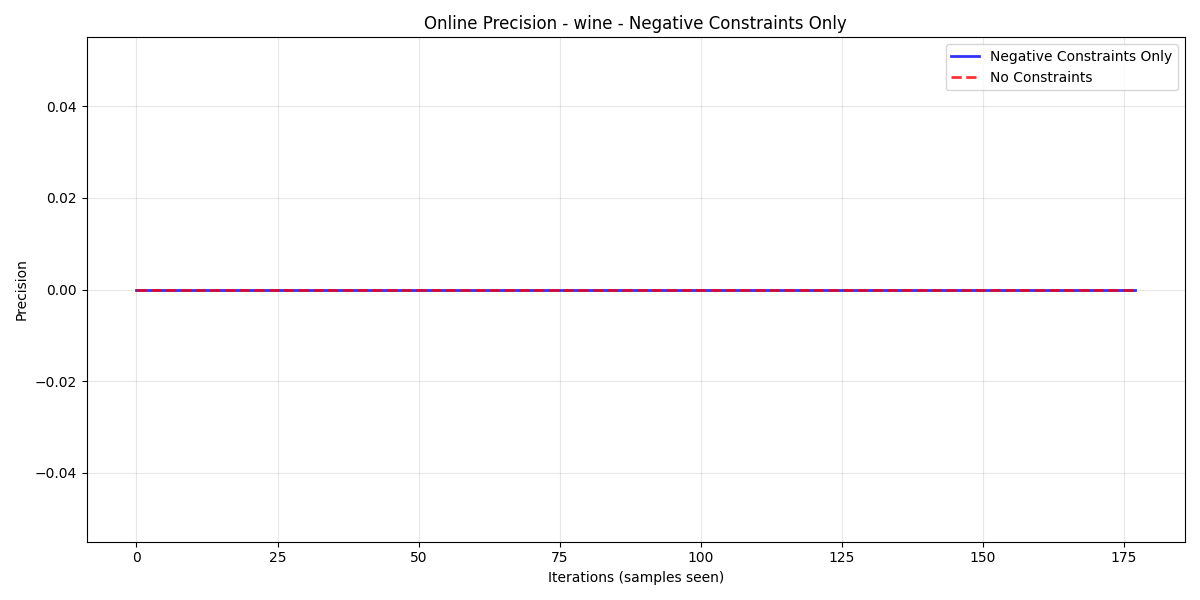 Online Precision - wine - Negative Constraints Only
Negative Constraints Only
No Constraints
0.04
0.02
0.00
−0.02
−0.04
Precision
0 25 50 75 100 125 150 175
Iterations (samples seen)